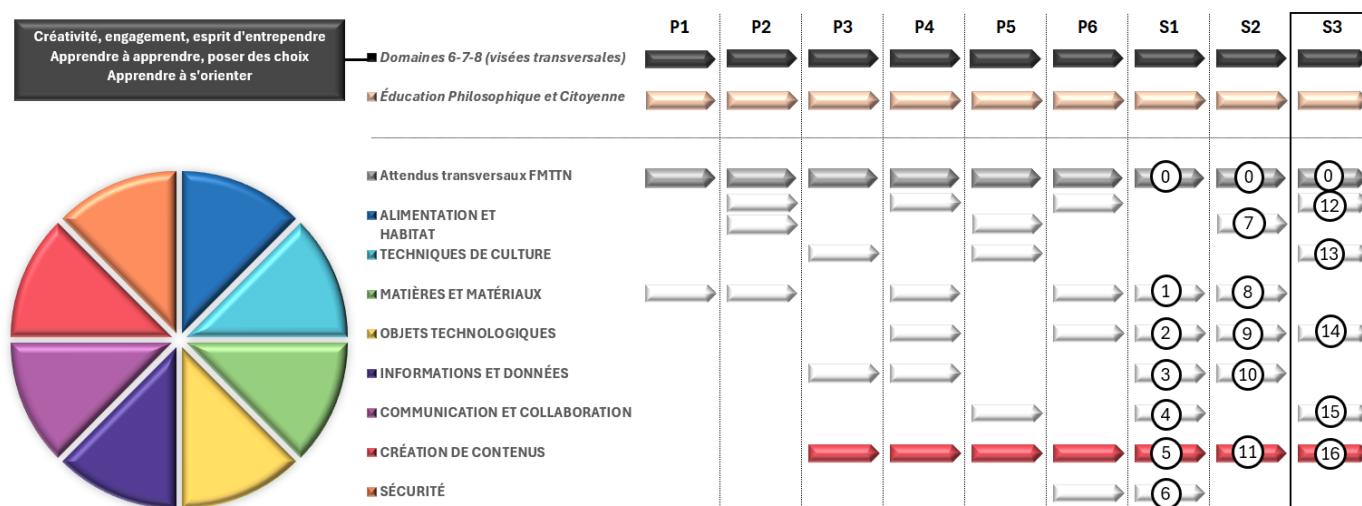 P1 P2 P3 P4 P5 P6 S1 S2 S3
Créativité, engagement, esprit d'entrependre
Apprendre à apprendre, poser des choix
Apprendre à s'orienter
Domaines 6-7-8 (visées transversales)
Éducation Philosophique et Citoyenne
Attendus transversaux FMTTN 0 0 0
12
ALIMENTATION ET
HABITAT
7
TECHNIQUES DE CULTURE 13
MATIÈRES ET MATÉRIAUX 1 8
OBJETS TECHNOLOGIQUES 2 9 14
INFORMATIONS ET DONNÉES 3 10
COMMUNICATION ET COLLABORATION 4 15
CRÉATION DE CONTENUS 5 11 16
SÉCURITÉ 6